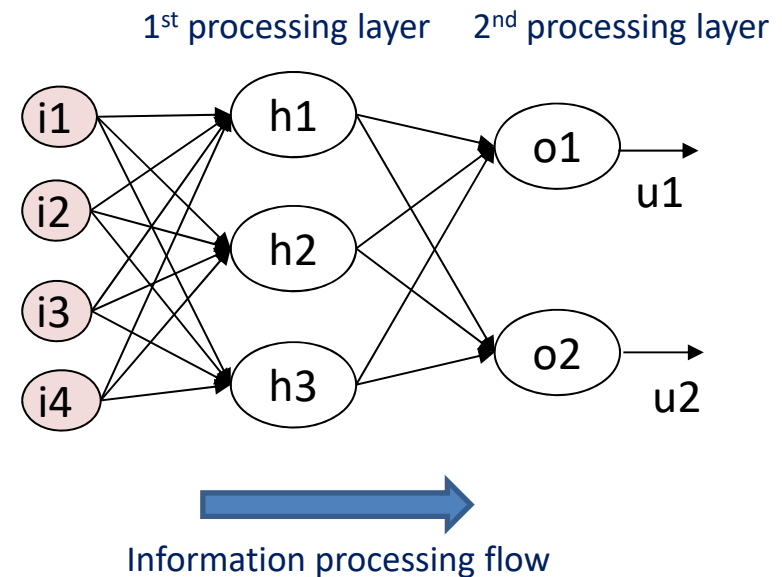 1st processing layer
2nd processing layer
i1
i2
i3
i4
h1
h2
h3
o1
o2
u1
u2
Information processing flow